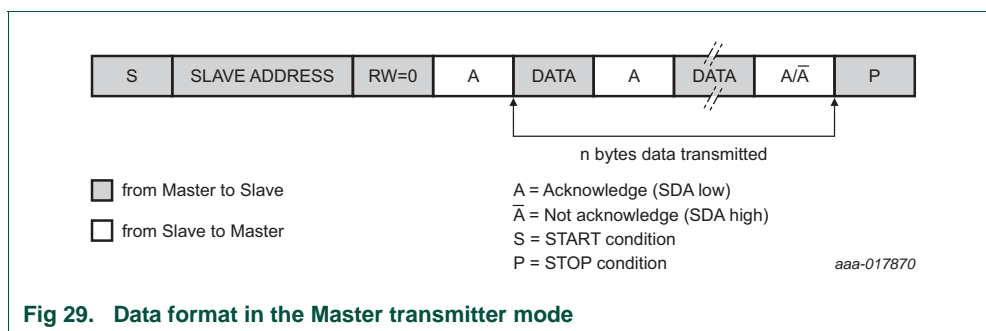 S SLAVE ADDRESS RW=0 A DATA A DATA A/A̅ P
n bytes data transmitted
from Master to Slave
from Slave to Master
A = Acknowledge (SDA low)
A̅ = Not acknowledge (SDA high)
S = START condition
P = STOP condition
aaa-017870
Fig 29. Data format in the Master transmitter mode